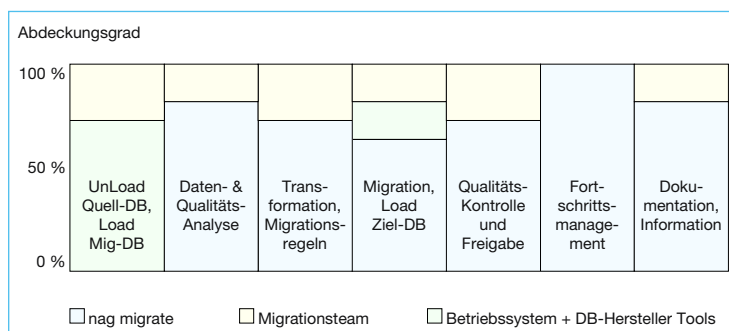 Abdeckungsgrad
100 %
50 %
0 %
UnLoad
Quell-DB,
Load
Mig-DB
Daten- &
Qualitäts-
Analyse
Trans-
formation,
Migrations-
regeln
Migration,
Load
Ziel-DB
Qualitäts-
Kontrolle
und
Freigabe
Fort-
schritts-
manage-
ment
Doku-
mentation,
Information
nag migrate
Migrationsteam
Betriebssystem + DB-Hersteller Tools